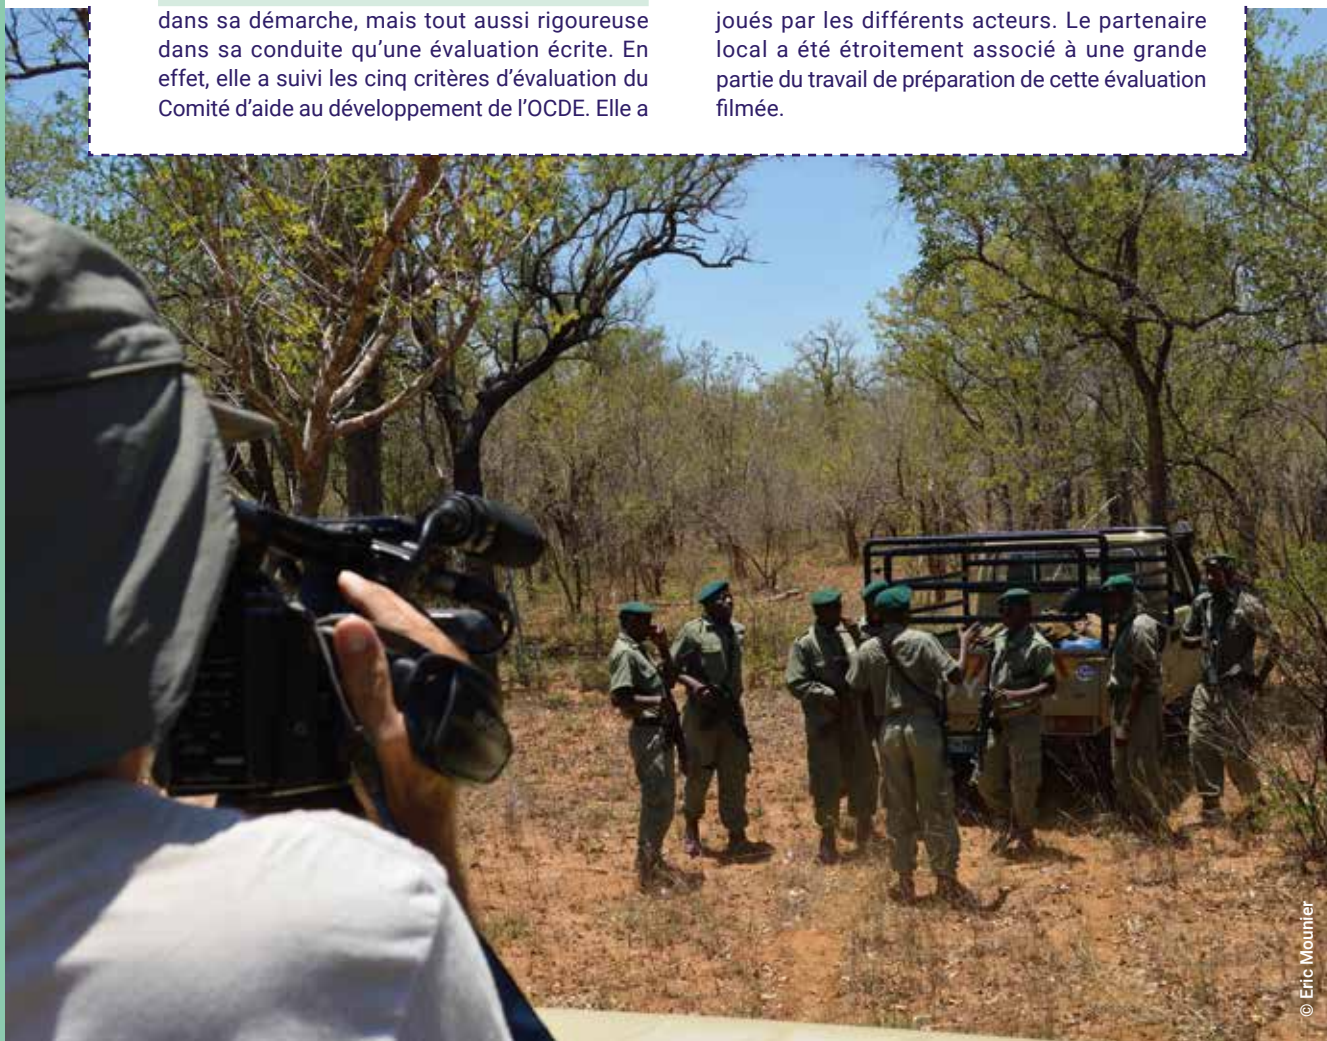 dans sa démarche, mais tout aussi rigoureuse
dans sa conduite qu'une évaluation écrite. En
effet, elle a suivi les cinq critères d'évaluation du
Comité d'aide au développement de l'OCDE. Elle a
joués par les différents acteurs. Le partenaire
local a été étroitement associé à une grande
partie du travail de préparation de cette évaluation
filmée.
© Eric Mounier